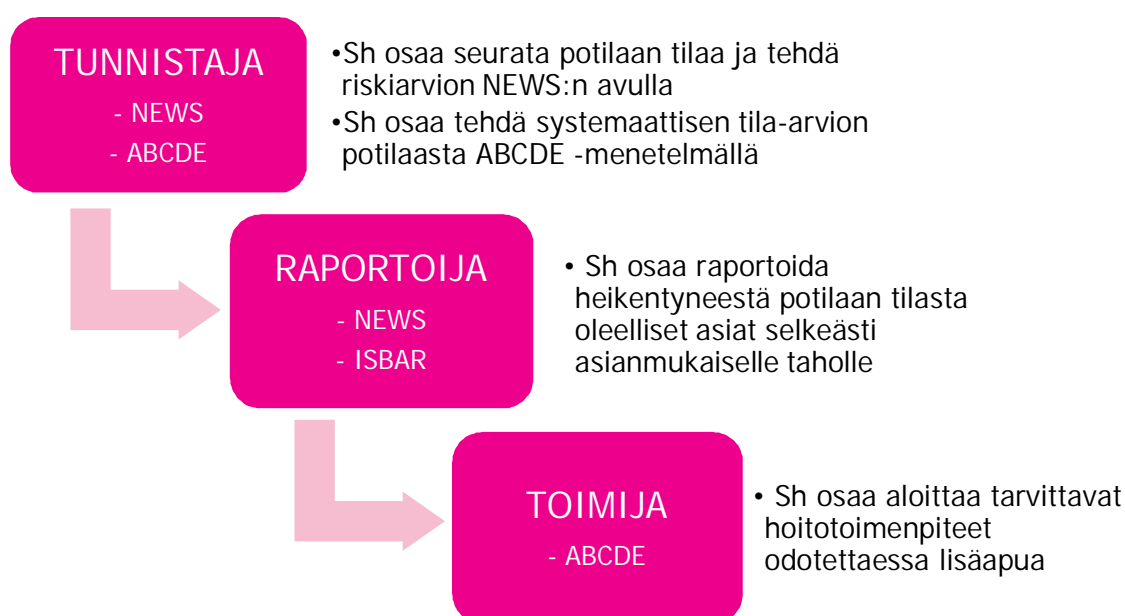 TUNNISTAJA
- NEWS
- ABCDE
•Sh osaa seurata potilaan tilaa ja tehdä
riskiarvion NEWS:n avulla
•Sh osaa tehdä systemaattisen tila-arvion
potilaasta ABCDE -menetelmällä
RAPORTOIJA
- NEWS
- ISBAR
• Sh osaa raportoida
heikentyneestä potilaan tilasta
oleelliset asiat selkeästi
asianmukaiselle taholle
TOIMIJA
- ABCDE
• Sh osaa aloittaa tarvittavat
hoitotoimenpiteet
odotettaessa lisäapua